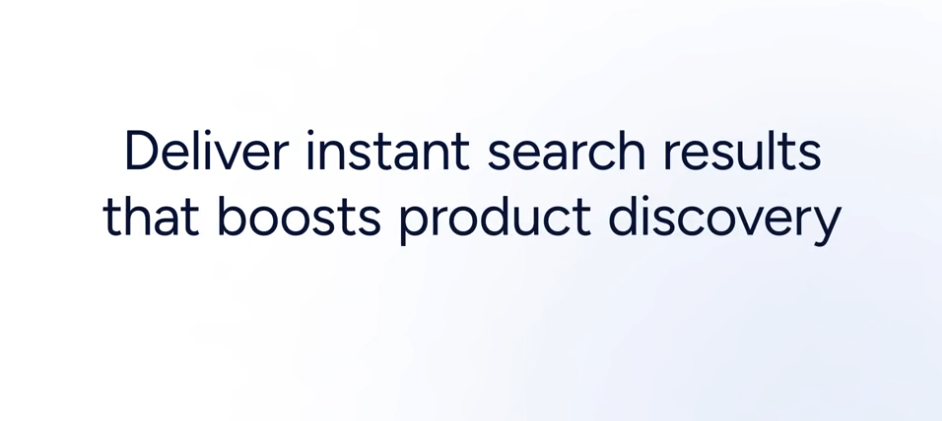 Deliver instant search results
that boosts product discovery